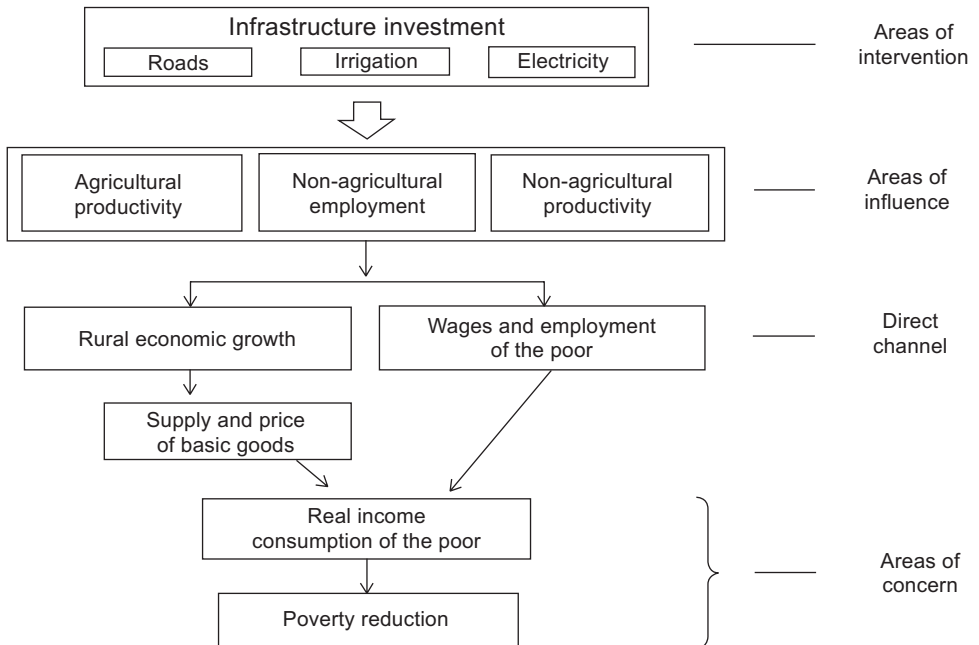 Infrastructure investment
Roads
Irrigation
Electricity
Areas of
intervention
Agricultural
productivity
Non-agricultural
employment
Non-agricultural
productivity
Areas of
influence
Rural economic growth
Wages and employment
of the poor
Direct
channel
Supply and price
of basic goods
Real income
consumption of the poor
Areas of
concern
Poverty reduction